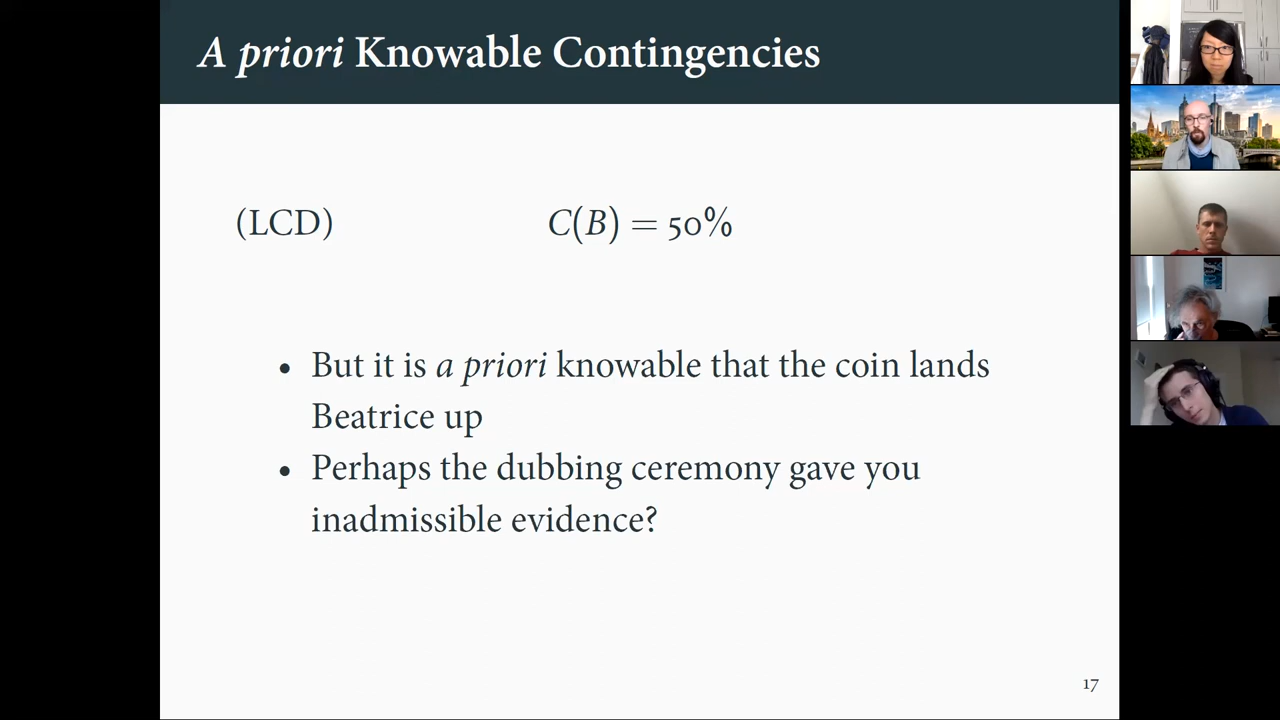 A priori Knowable Contingencies
(LCD) C(B) = 50%
• But it is a priori knowable that the coin lands
Beatrice up
• Perhaps the dubbing ceremony gave you
inadmissible evidence?
17